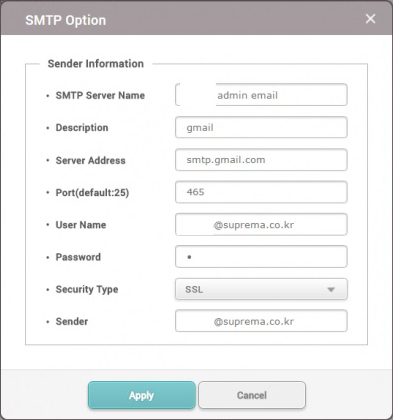 SMTP Option
Sender Information
• SMTP Server Name admin email
• Description gmail
• Server Address smtp.gmail.com
• Port(default:25) 465
• User Name @suprema.co.kr
• Password •
• Security Type SSL
• Sender @suprema.co.kr
Apply Cancel